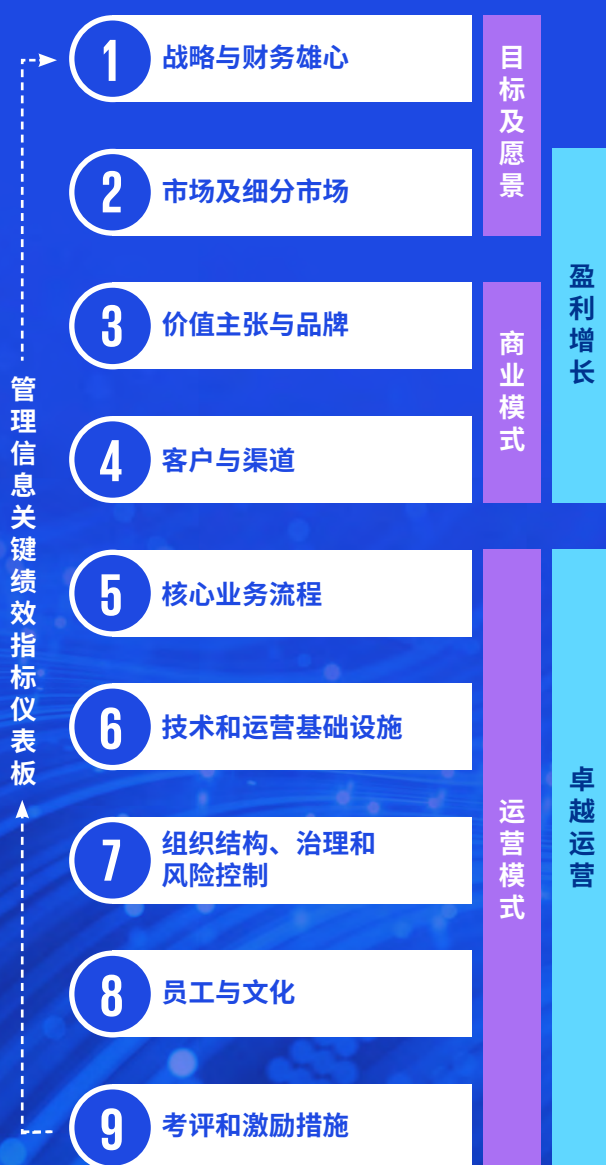 1
战略与财务雄心
2
市场及细分市场
3
价值主张与品牌
4
客户与渠道
5
核心业务流程
6
技术和运营基础设施
7
组织结构、治理和
风险控制
8
员工与文化
9
考评和激励措施
管理信息关键绩效指标仪表板
目标及愿景
商业模式
运营模式
盈利增长
卓越运营